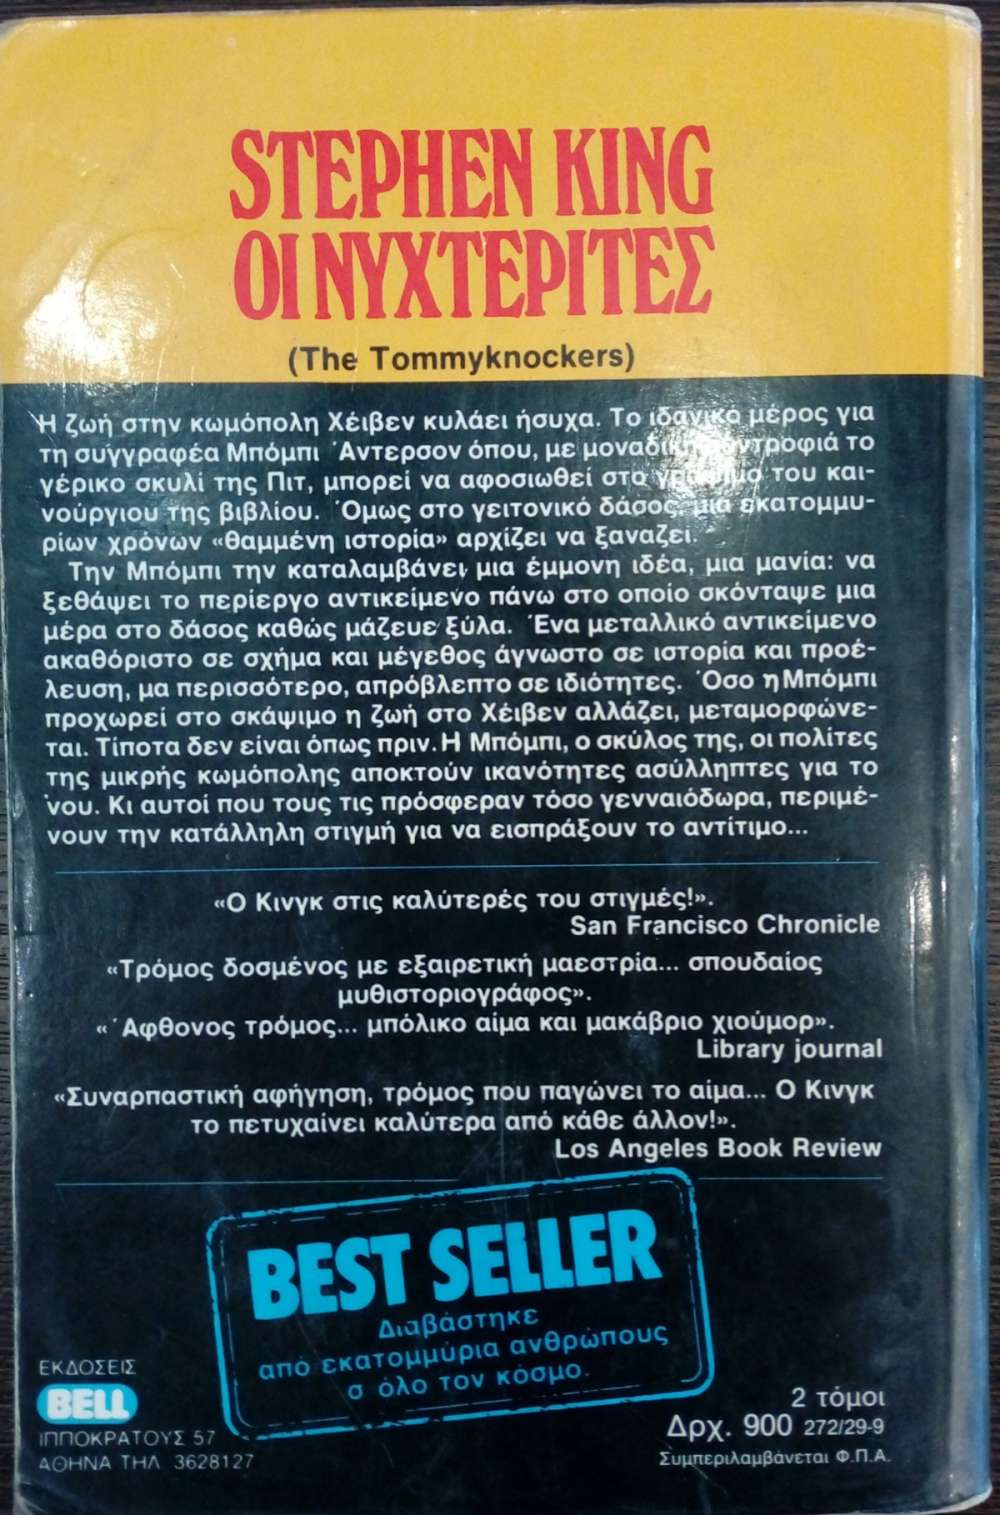 STEPHEN KING
ΟΙ ΝΥΧΤΕΡΙΤΕΣ
(The Tommyknockers)
Η ζωή στην κωμόπολη Χέιβεν κυλάει ήσυχα. Το ιδανικό μέρος για
τη συγγραφέα Μπόμπι Άντερσον όπου, με μοναδική συντροφιά το
γέρικο σκυλί της Πιτ, μπορεί να αφοσιωθεί στο γράψιμο του και-
νούργιου της βιβλίου. Όμως στο γειτονικό δάσος, μια εκατομμυ-
ρίων χρόνων «θαμμένη ιστορία» αρχίζει να ξαναζεί.
Την Μπόμπι την καταλαμβάνει μια έμμονη ιδέα, μια μανία: να
ξεθάψει το περίεργο αντικείμενο πάνω στο οποίο σκόνταψε μια
μέρα στο δάσος καθώς μάζευε ξύλα. Ένα μεταλλικό αντικείμενο
ακαθόριστο σε σχήμα και μέγεθος άγνωστο σε ιστορία και προέ-
λευση, μα περισσότερο, απρόβλεπτο σε ιδιότητες. Όσο η Μπόμπι
προχωρεί στο σκάψιμο η ζωή στο Χέιβεν αλλάζει, μεταμορφώνε-
ται. Τίποτα δεν είναι όπως πριν. Η Μπόμπι, ο σκύλος της, οι πολίτες
της μικρής κωμόπολης αποκτούν ικανότητες ασύλληπτες για το
νου. Κι αυτοί που τους τις πρόσφεραν τόσο γενναιόδωρα, περιμέ-
νουν την κατάλληλη στιγμή για να εισπράξουν το αντίτιμο...
«Ο Κινγκ στις καλύτερές του στιγμές!».
San Francisco Chronicle
«Τρόμος δοσμένος με εξαιρετική μαεστρία... σπουδαίος
μυθιστοριογράφος».
«Άφθονος τρόμος... μπόλικο αίμα και μακάβριο χιούμορ».
Library journal
«Συναρπαστική αφήγηση, τρόμος που παγώνει το αίμα... Ο Κινγκ
το πετυχαίνει καλύτερα από κάθε άλλον!».
Los Angeles Book Review
BEST SELLER
Διαβάστηκε
από εκατομμύρια ανθρώπους
σ όλο τον κόσμο.
ΕΚΔΟΣΕΙΣ
BELL
ΙΠΠΟΚΡΑΤΟΥΣ 57
ΑΘΗΝΑ ΤΗΛ 3628127
2 τόμοι
Δρχ. 900 272/29-9
Συμπεριλαμβάνεται Φ.Π.Α.